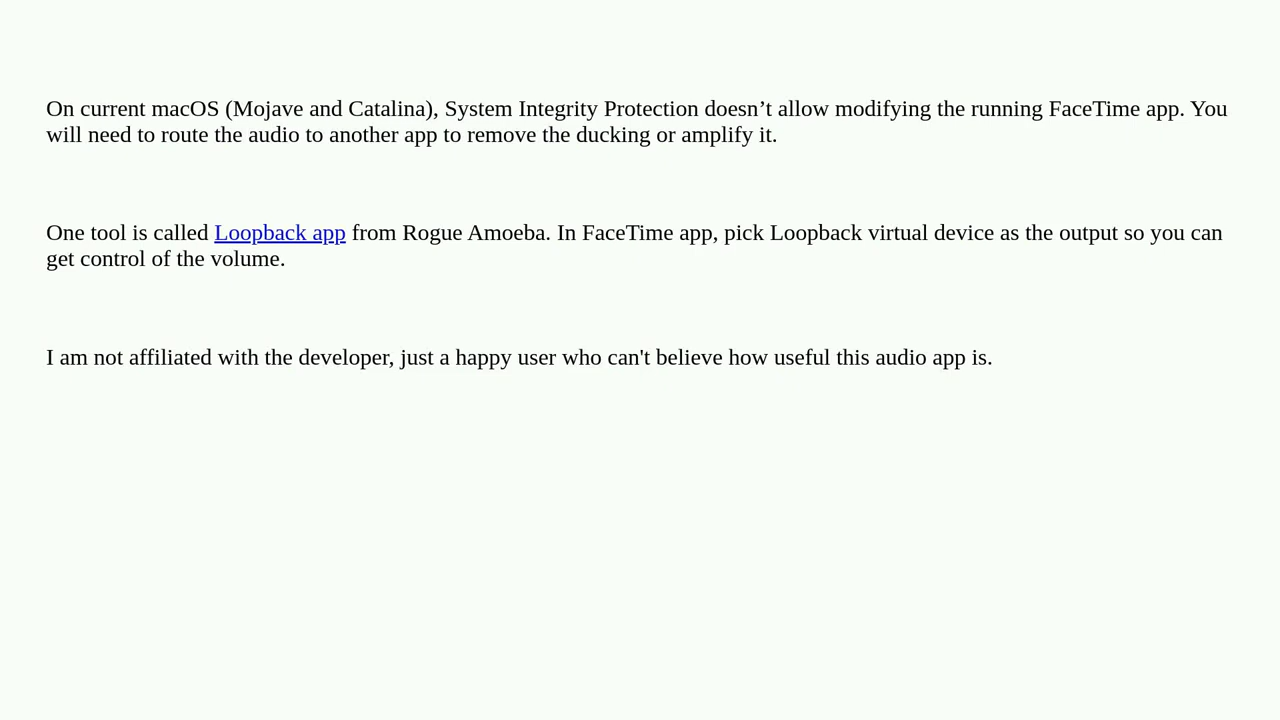 On current macOS (Mojave and Catalina), System Integrity Protection doesn’t allow modifying the running FaceTime app. You
will need to route the audio to another app to remove the ducking or amplify it.
One tool is called Loopback app from Rogue Amoeba. In FaceTime app, pick Loopback virtual device as the output so you can
get control of the volume.
I am not affiliated with the developer, just a happy user who can't believe how useful this audio app is.